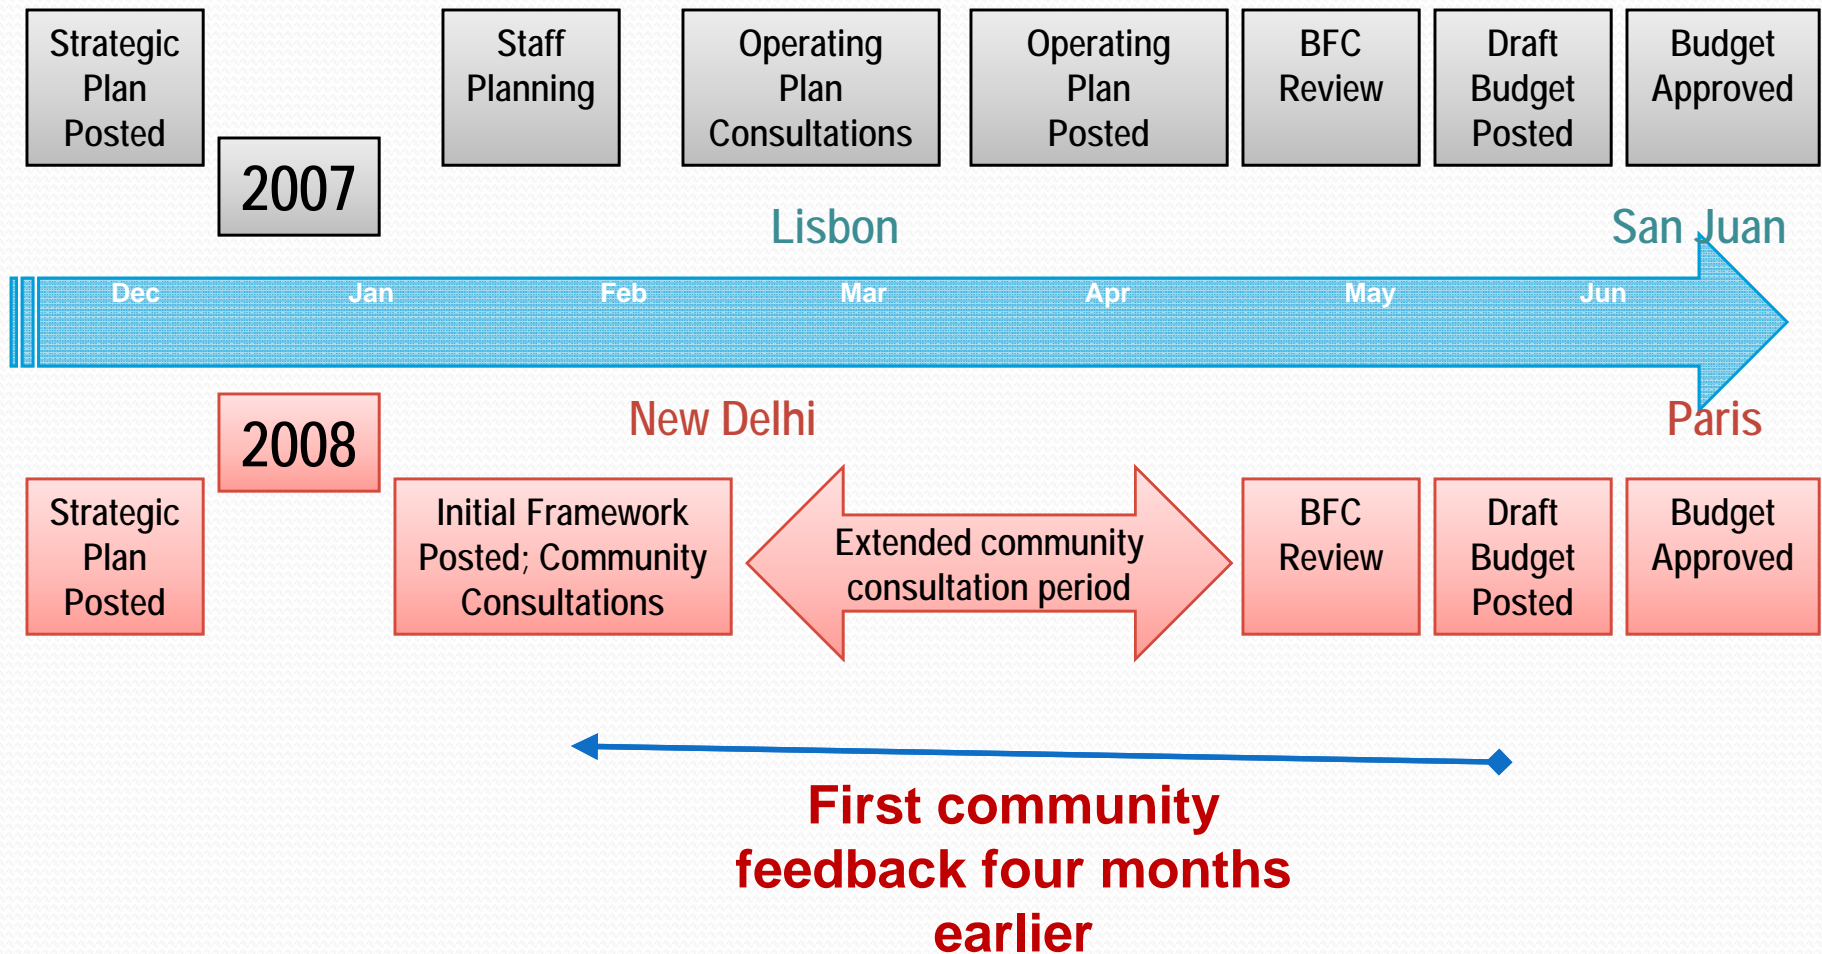 Strategic
Plan
Posted
Staff
Planning
Operating
Plan
Consultations
Operating
Plan
Posted
BFC
Review
Draft
Budget
Posted
Budget
Approved
2007
Lisbon
San Juan
Dec Jan Feb Mar Apr May Jun
2008
New Delhi
Paris
Strategic
Plan
Posted
Initial Framework
Posted; Community
Consultations
Extended community
consultation period
BFC
Review
Draft
Budget
Posted
Budget
Approved
First community
feedback four months
earlier